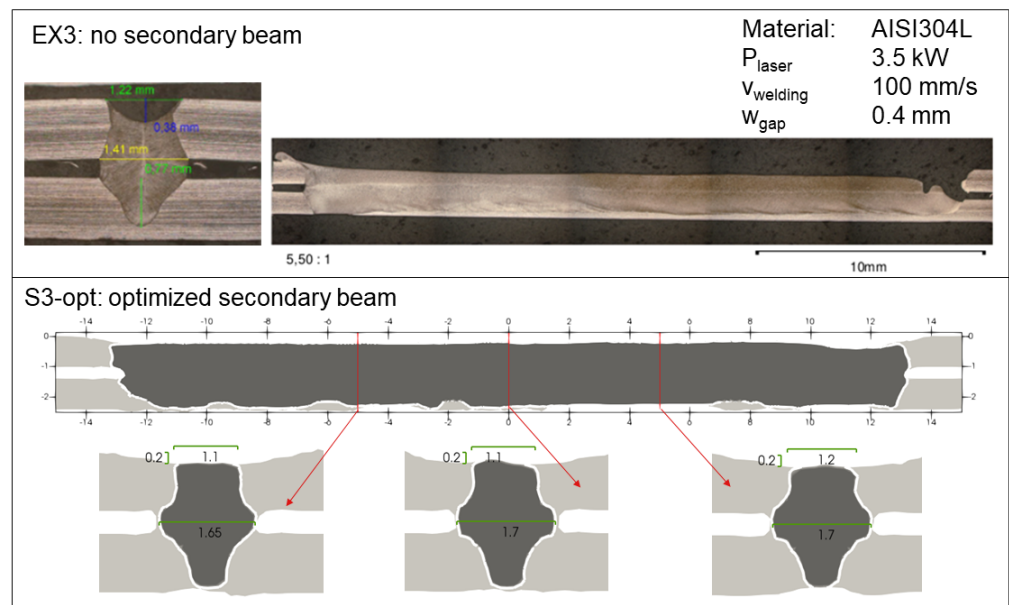 EX3: no secondary beam
Material: AISI304L
P_laser 3.5 kW
v_welding 100 mm/s
w_gap 0.4 mm
1.22 mm
0.38 mm
1.41 mm
0.77 mm
5,50 : 1
10mm
S3-opt: optimized secondary beam
-14 -12 -10 -8 -6 -4 -2 0 2 4 6 8 10 12 14
0 0
-1 -1
-2 -2
-14 -12 -10 -8 -6 -4 -2 0 2 4 6 8 10 12 14
0.2 1.1 0.2 1.1 0.2 1.2
1.65 1.7 1.7